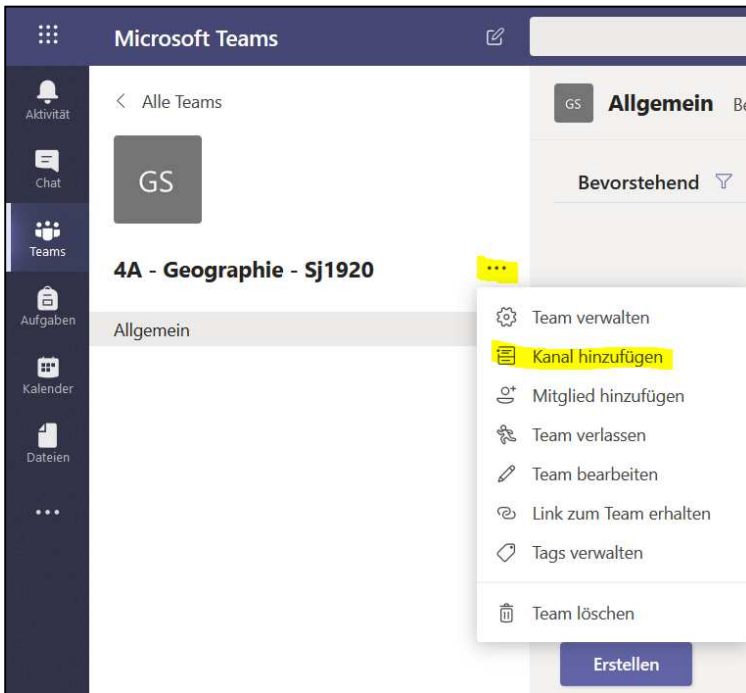 Microsoft Teams
Aktivität
Chat
Teams
Aufgaben
Kalender
Dateien
Alle Teams
GS
4A - Geographie - Sj1920
Allgemein
GS Allgemein
Bevorstehend
Team verwalten
Kanal hinzufügen
Mitglied hinzufügen
Team verlassen
Team bearbeiten
Link zum Team erhalten
Tags verwalten
Team löschen
Erstellen